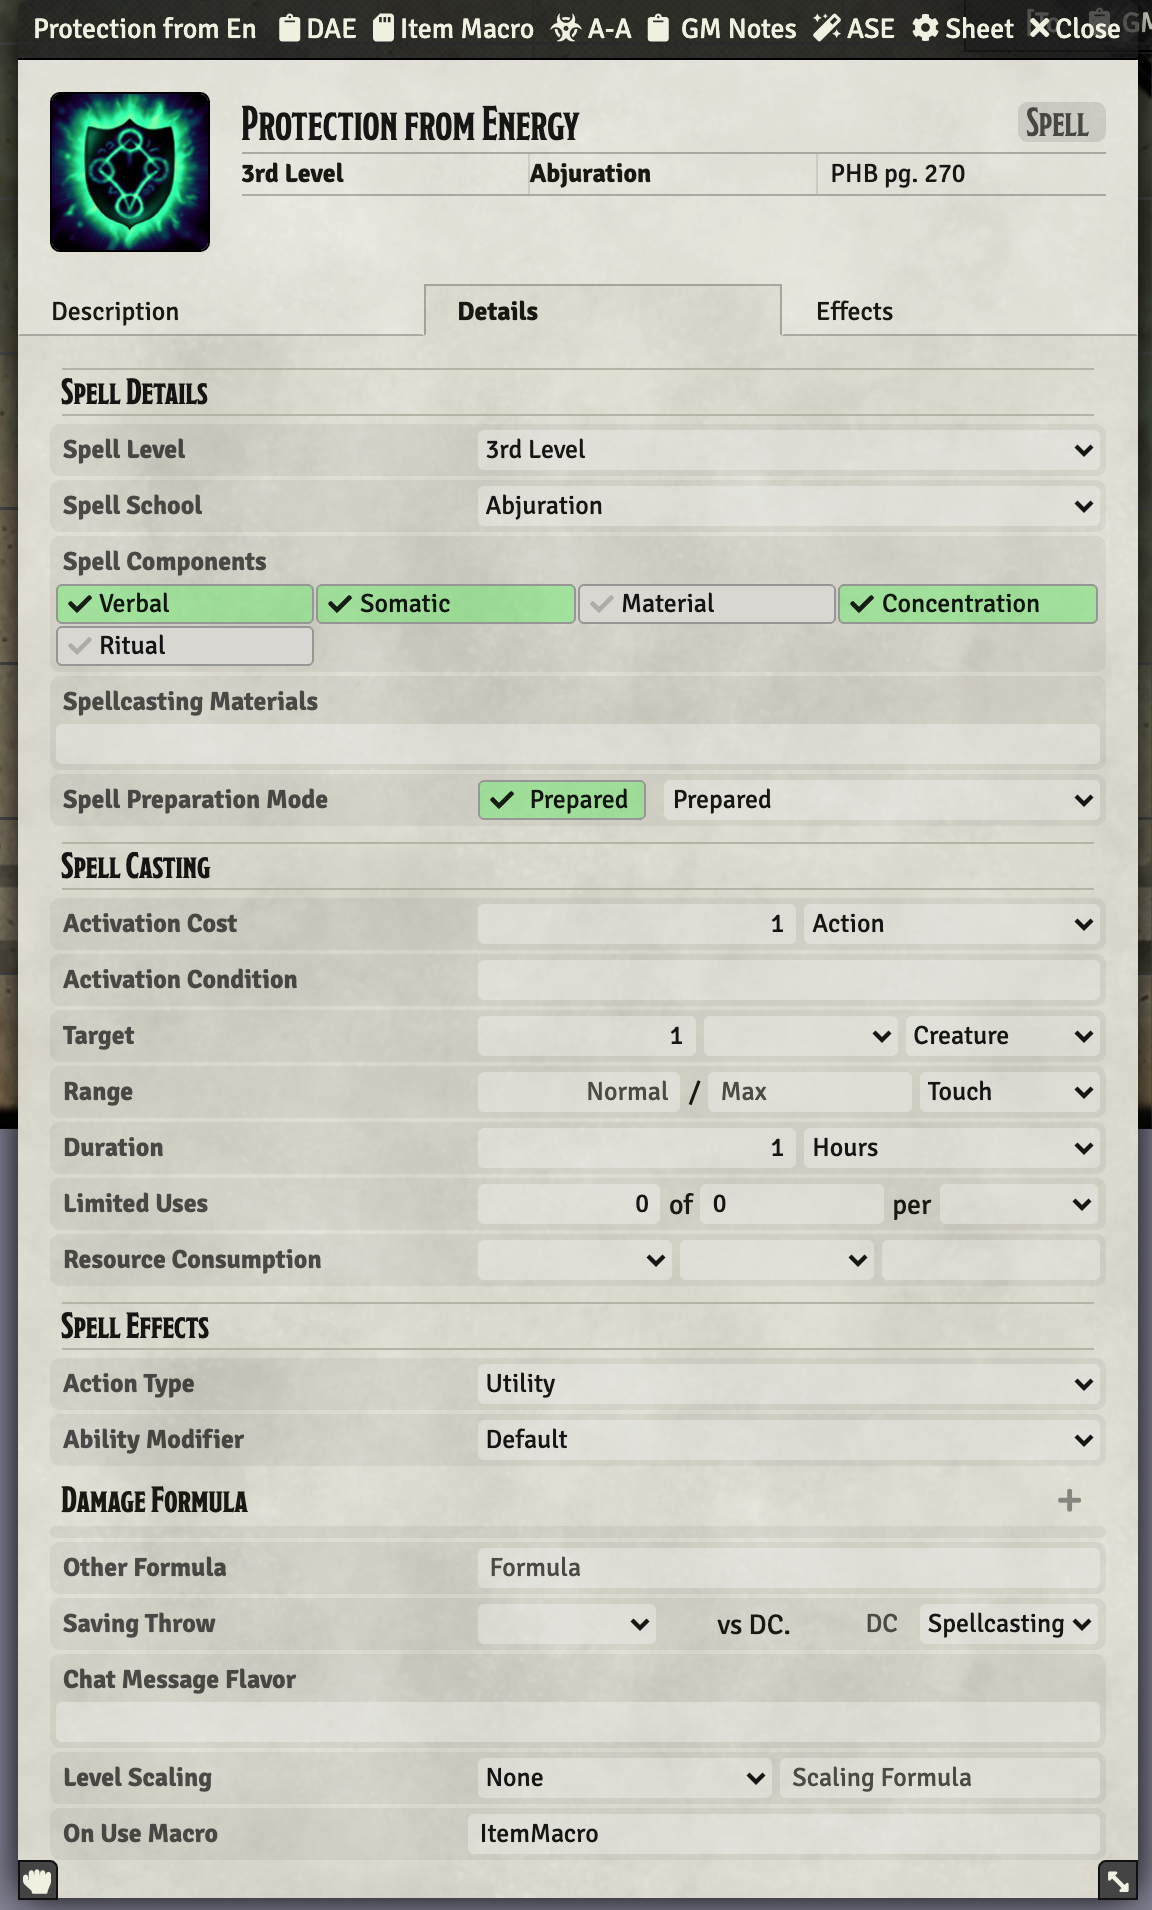 Protection from En DAE Item Macro A-A GM Notes ASE Sheet Close
GM
Protection from Energy Spell
3rd Level Abjuration PHB pg. 270
Description Details Effects
Spell Details
Spell Level 3rd Level
Spell School Abjuration
Spell Components
Verbal Somatic Material Concentration
Ritual
Spellcasting Materials
Spell Preparation Mode Prepared Prepared
Spell Casting
Activation Cost 1 Action
Activation Condition
Target 1 Creature
Range Normal / Max Touch
Duration 1 Hours
Limited Uses 0 of 0 per
Resource Consumption
Spell Effects
Action Type Utility
Ability Modifier Default
Damage Formula
Other Formula Formula
Saving Throw vs DC. DC Spellcasting
Chat Message Flavor
Level Scaling None Scaling Formula
On Use Macro ItemMacro